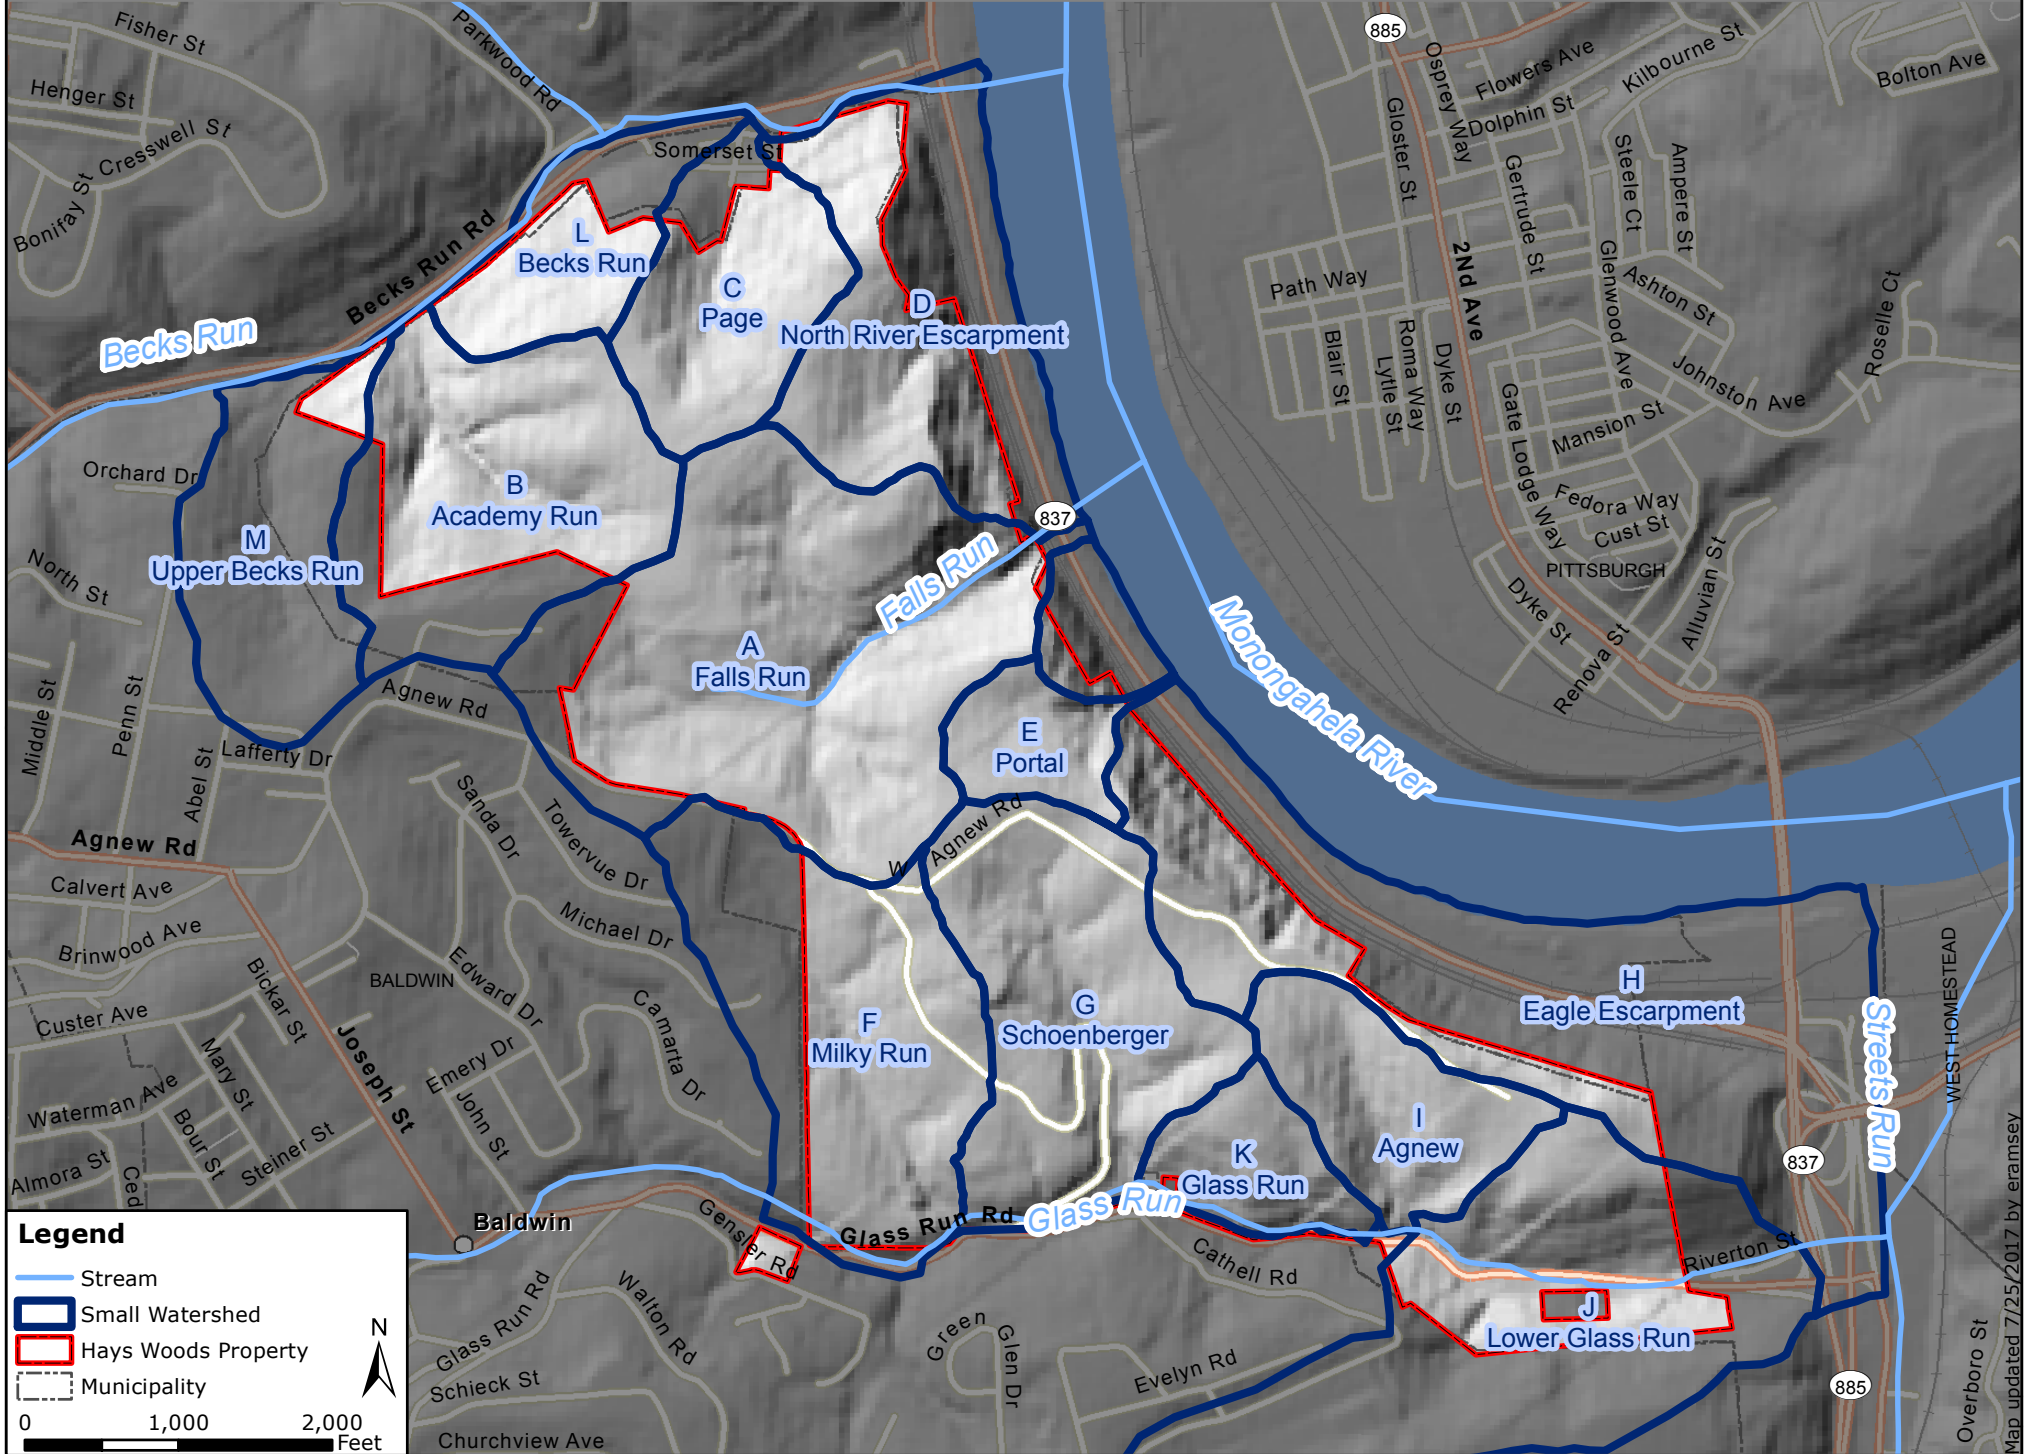 Fisher St
Henger St
Cresswell St
Bonifay St
Parkwood Rd
Becks Run Rd
Becks Run
Somerset St
885
Osprey Way
Flowers Ave
Kilbourne St
Bolton Ave
Dolphin St
Gloster St
Gertrude St
Steele Ct
Ampere St
2Nd Ave
Path Way
Glenwood Ave
Ashton St
Roselle Ct
Blair St
Lytle St
Roma Way
Dyke St
Johnston Ave
Gate Lodge Way
Mansion St
Fedora Way
Cust St
PITTSBURGH
Dyke St
Renova St
Alluvian St
L
Becks Run
C
Page
D
North River Escarpment
B
Academy Run
M
Upper Becks Run
837
Falls Run
A
Falls Run
Monongahela River
E
Portal
Orchard Dr
North St
Middle St
Penn St
Abel St
Lafferty Dr
Agnew Rd
Agnew Rd
Calvert Ave
Brinwood Ave
Custer Ave
Waterman Ave
Almora St
Ced
Mary St
Bour St
Steiner St
Bickar St
Joseph St
BALDWIN
Edward Dr
Emery Dr
John St
Sanda Dr
Towervue Dr
Michael Dr
Camarta Dr
W Agnew Rd
F
Milky Run
G
Schoenberger
H
Eagle Escarpment
I
Agnew
K
Glass Run
J
Lower Glass Run
Streets Run
WEST HOMESTEAD
837
885
Riverton St
Overboro St
Baldwin
Gensler Rd
Glass Run Rd
Glass Run
Cathell Rd
Glass Run Rd
Walton Rd
Schieck St
Churchview Ave
Green Glen Dr
Evelyn Rd
Legend
Stream
Small Watershed
Hays Woods Property
Municipality
N
0 1,000 2,000
Feet
Map updated 7/25/2017 by eramsey